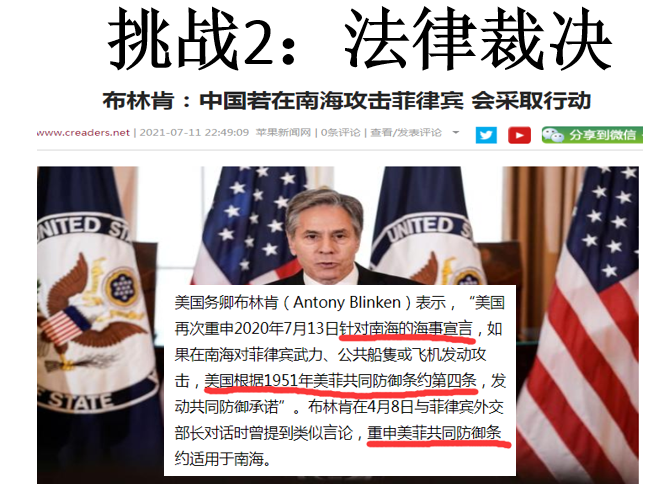 挑战2：法律裁决
布林肯：中国若在南海攻击菲律宾 会采取行动
www.creaders.net | 2021-07-11 22:49:09 苹果新闻网 | 0条评论 | 查看/发表评论
分享到微信
UNITED STA
UNITED
STATE
美国务卿布林肯（Antony Blinken）表示，“美国
再次重申2020年7月13日针对南海的海事宣言，如
果在南海对菲律宾武力、公共船隻或飞机发动攻
击，美国根据1951年美菲共同防御条约第四条，发
动共同防御承诺”。布林肯在4月8日与菲律宾外交
部长对话时曾提到类似言论，重申美菲共同防御条
约适用于南海。